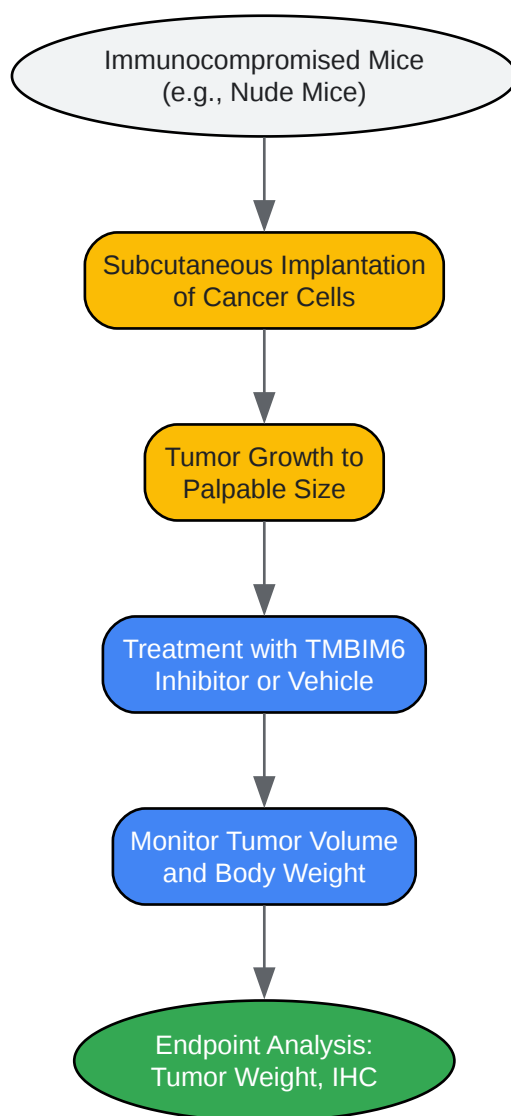 Immunocompromised Mice
(e.g., Nude Mice)
Subcutaneous Implantation
of Cancer Cells
Tumor Growth to
Palpable Size
Treatment with TMBIM6
Inhibitor or Vehicle
Monitor Tumor Volume
and Body Weight
Endpoint Analysis:
Tumor Weight, IHC